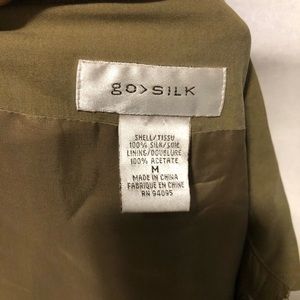 go>SILK
SHELL/TISSU
100% SILK/SOIE
LINING/DOUBLURE
100% ACETATE
M
MADE IN CHINA
FABRIQUE EN CHINE
RN 94095